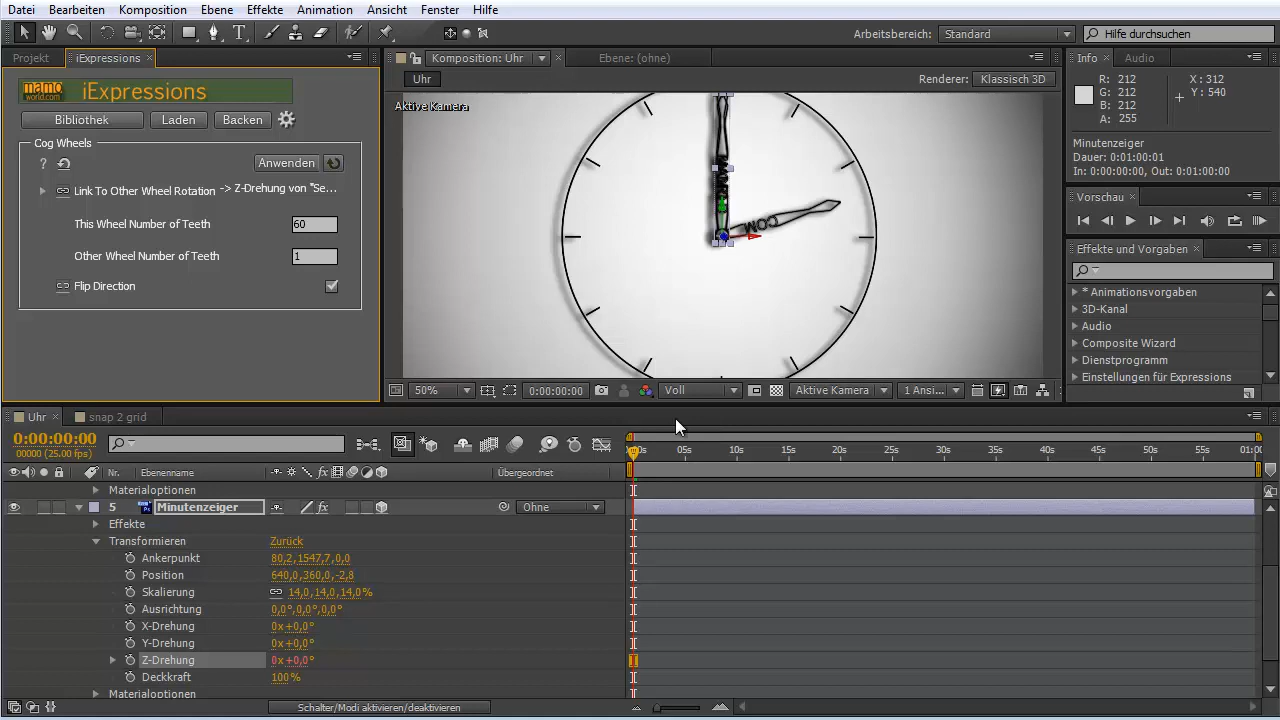 Datei Bearbeiten Komposition Ebene Effekte Animation Ansicht Fenster Hilfe
Arbeitsbereich: Standard Hilfe durchsuchen
Projekt iExpressions Komposition: Uhr Ebene: (ohne) Info Audio
mamo world.com iExpressions
Uhr Renderer: Klassisch 3D
Bibliothek Laden Backen
Aktive Kamera
R: 212 X: 312
G: 212 Y: 540
B: 212
A: 255
Cog Wheels
Anwenden
Minutenzeiger
Dauer: 0:01:00:01
In: 0:00:00:00, Out: 0:01:00:00
Link To Other Wheel Rotation -> Z-Drehung von "Se...
Vorschau
This Wheel Number of Teeth 60
COM
Other Wheel Number of Teeth 1
Effekte und Vorgaben
Flip Direction
* Animationsvorgaben
3D-Kanal
Audio
Composite Wizard
Dienstprogramm
Einstellungen für Expressions
50% 0:00:00:00 Voll Aktive Kamera 1 Ansi...
Uhr snap 2 grid
0:00:00:00
00000 (25.00 fps)
05s 10s 15s 20s 25s 30s 35s 40s 45s 50s 55s 01:00
Nr. Ebenenname Übergeordnet
Materialoptionen
5 Minutenzeiger Ohne
Effekte
Transformieren Zurück
Ankerpunkt 80,2,1547,7,0,0
Position 640,0,360,0,-2,8
Skalierung 14,0,14,0,14,0%
Ausrichtung 0,0°,0,0°,0,0°
X-Drehung 0x+0,0°
Y-Drehung 0x+0,0°
Z-Drehung 0x+0,0°
Deckkraft 100%
Materialoptionen
Schalter/Modi aktivieren/deaktivieren